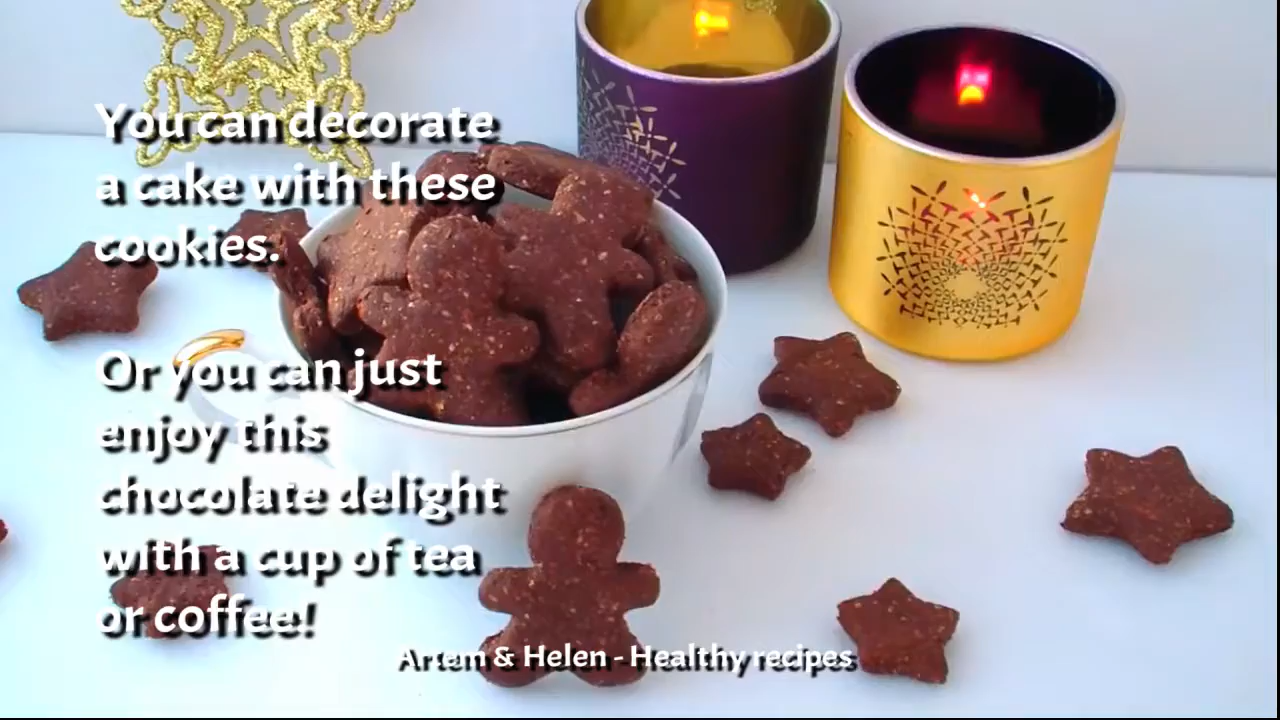 You can decorate
a cake with these
cookies.
Or you can just
enjoy this
chocolate delight
with a cup of tea
or coffee!
Artem & Helen - Healthy recipes